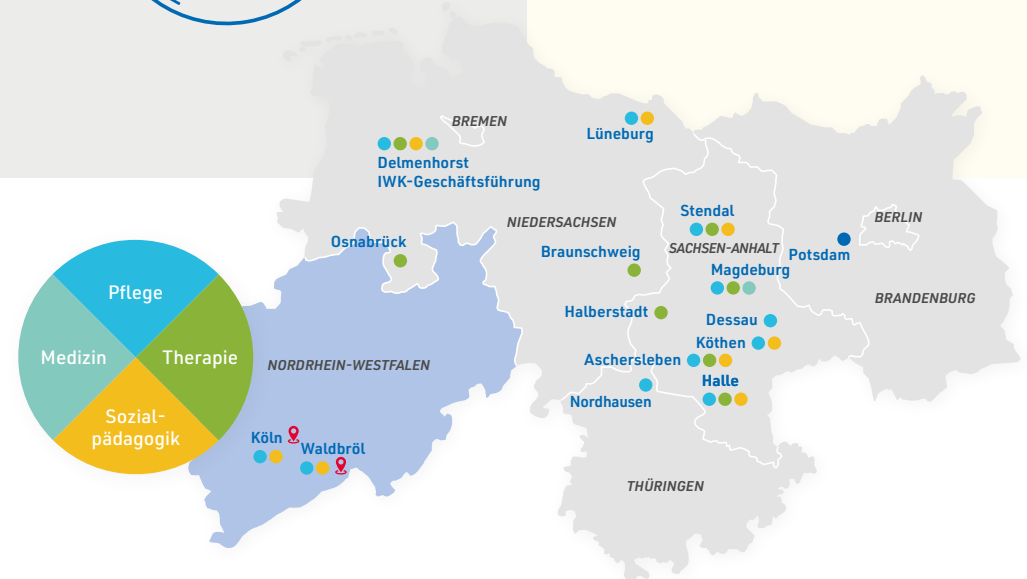 BREMEN
Lüneburg
Delmenhorst
IWK-Geschäftsführung
Stendal
NIEDERSACHSEN
BERLIN
Osnabrück
SACHSEN-ANHALT
Braunschweig
Potsdam
Magdeburg
Pflege
BRANDENBURG
Halberstadt
Dessau
Köthen
Medizin
Therapie
Aschersleben
NORDRHEIN-WESTFALEN
Halle
Nordhausen
Sozial-
pädagogik
Köln
Waldbröl
THÜRINGEN